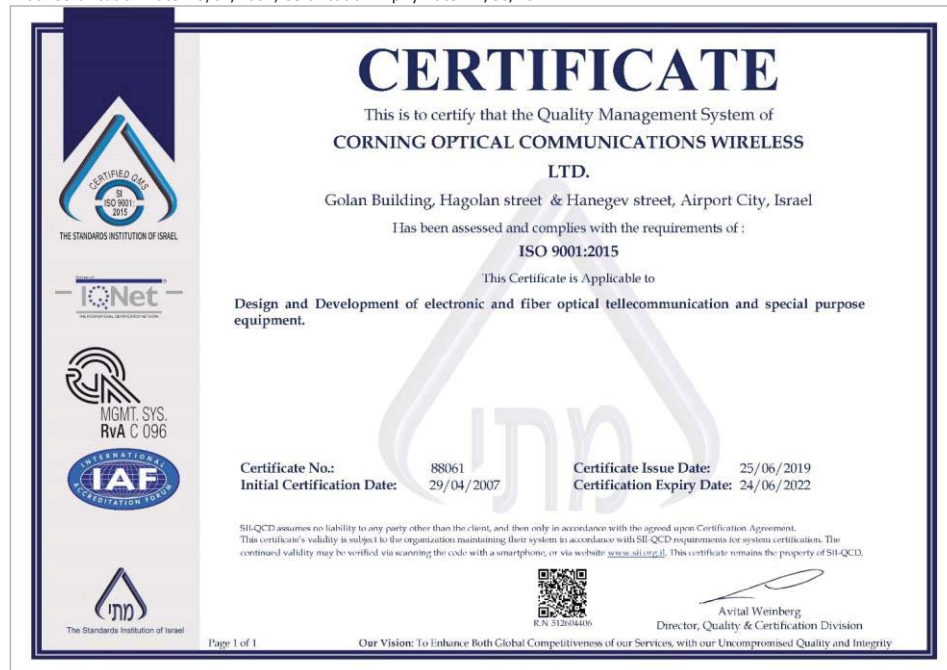 CERTIFICATE
This is to certify that the Quality Management System of
CORNING OPTICAL COMMUNICATIONS WIRELESS
LTD.
Golan Building, Hagolan street & Hanegev street, Airport City, Israel
Has been assessed and complies with the requirements of :
ISO 9001:2015
This Certificate is Applicable to
Design and Development of electronic and fiber optical tellecommunication and special purpose
equipment.
CERTIFIED QMS
SI
ISO 9001:
2015
THE STANDARDS INSTITUTION OF ISRAEL
IQNet
THE INTERNATIONAL CERTIFICATION NETWORK
RvA
MGMT. SYS.
RvA C 096
INTERNATIONAL
IAF
ACCREDITATION FORUM
מתי
Certificate No.: 88061 Certificate Issue Date: 25/06/2019
Initial Certification Date: 29/04/2007 Certification Expiry Date: 24/06/2022
SII-QCD assumes no liability to any party other than the client, and then only in accordance with the agreed upon Certification Agreement.
This certificate's validity is subject to the organization maintaining their system in accordance with SII-QCD requirements for system certification. The
continued validity may be verified via scanning the code with a smartphone, or via website www.sii.org.il. This certificate remains the property of SII-QCD.
מתי
The Standards Institution of Israel
R.N 512604406
Avital Weinberg
Director, Quality & Certification Division
Page 1 of 1 Our Vision: To Enhance Both Global Competitiveness of our Services, with our Uncompromised Quality and Integrity